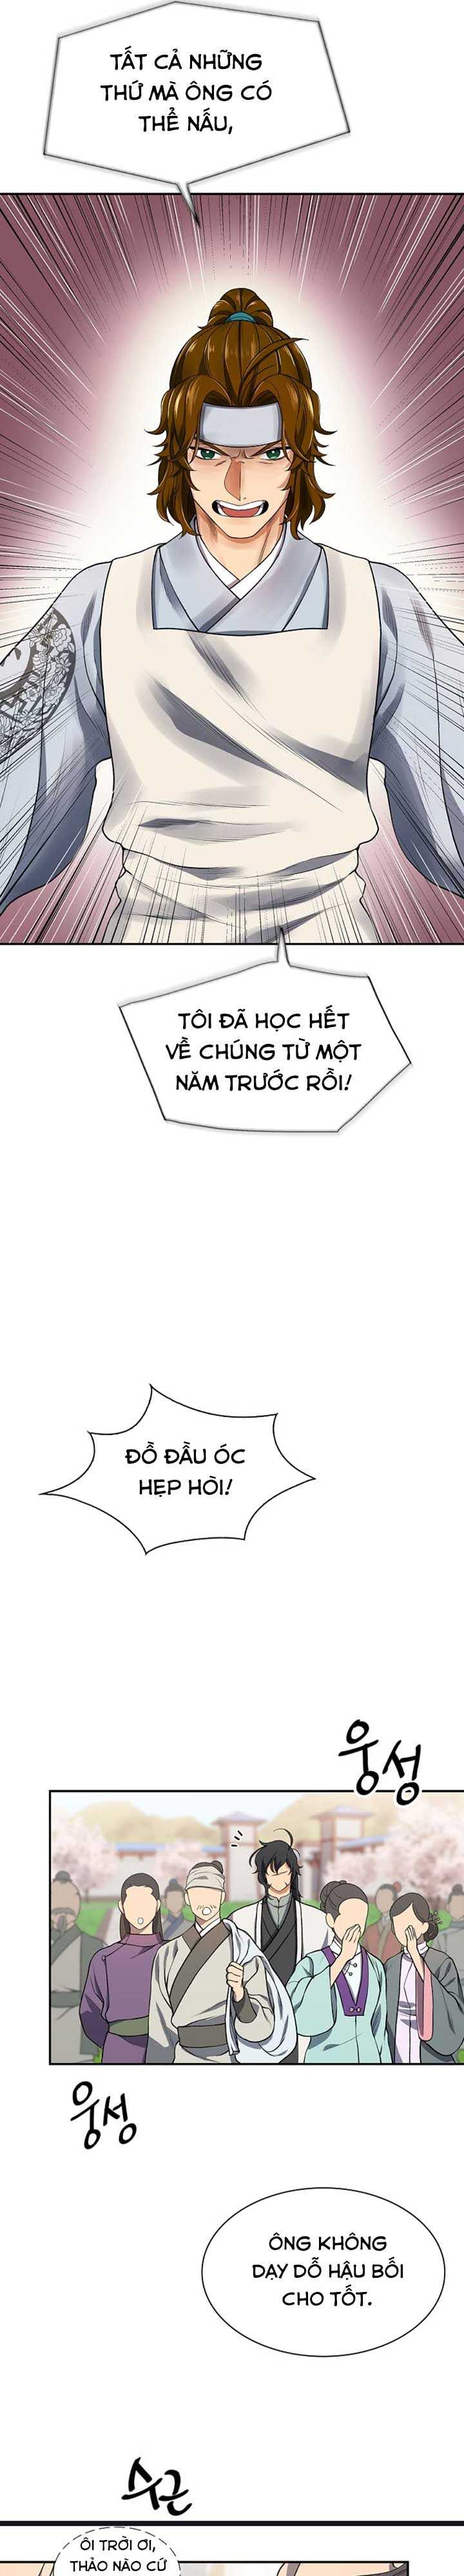 TẤT CẢ NHỮNG
THỨ MÀ ÔNG CÓ
THỂ NẤU,
TÔI ĐÃ HỌC HẾT
VỀ CHÚNG TỪ MỘT
NĂM TRƯỚC RỒI!
ĐỒ ĐẦU ÓC
HẸP HÒI!
웅성
웅성
ÔNG KHÔNG
DẠY DỖ HẬU BỐI
CHO TỐT.
수근
ÔI TRỜI ƠI,
THẢO NÀO CỨ